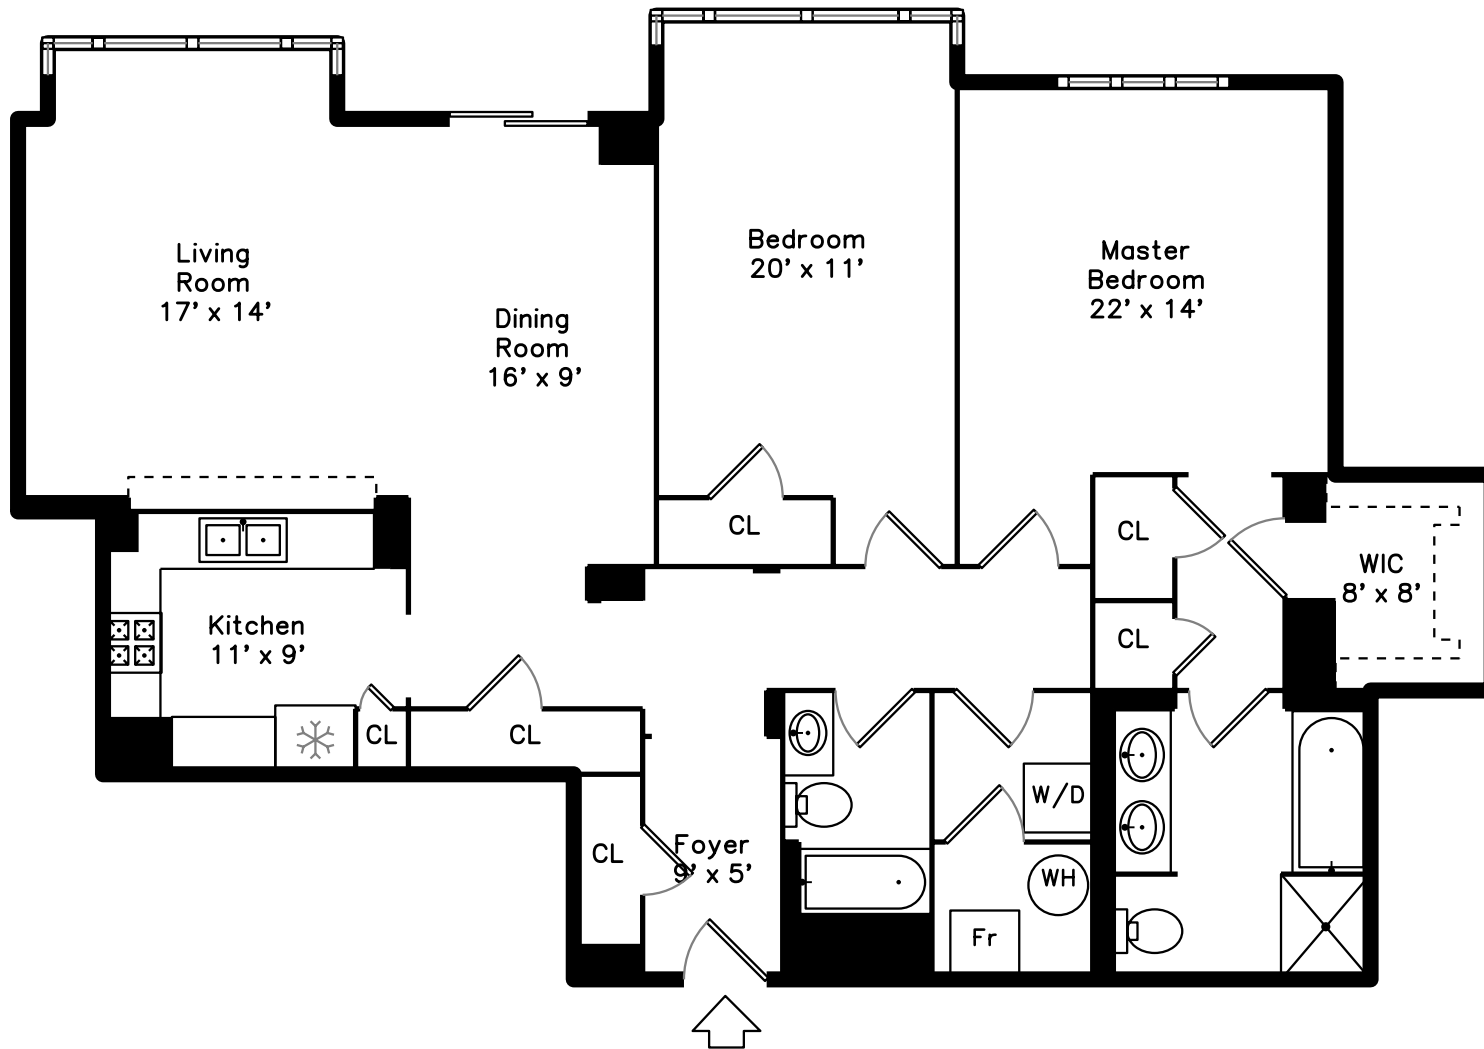 Living
Room
17' x 14'
Dining
Room
16' x 9'
Bedroom
20' x 11'
Master
Bedroom
22' x 14'
CL
CL
WIC
8' x 8'
CL
Kitchen
11' x 9'
CL
CL
CL
Foyer
9' x 5'
W/D
WH
Fr